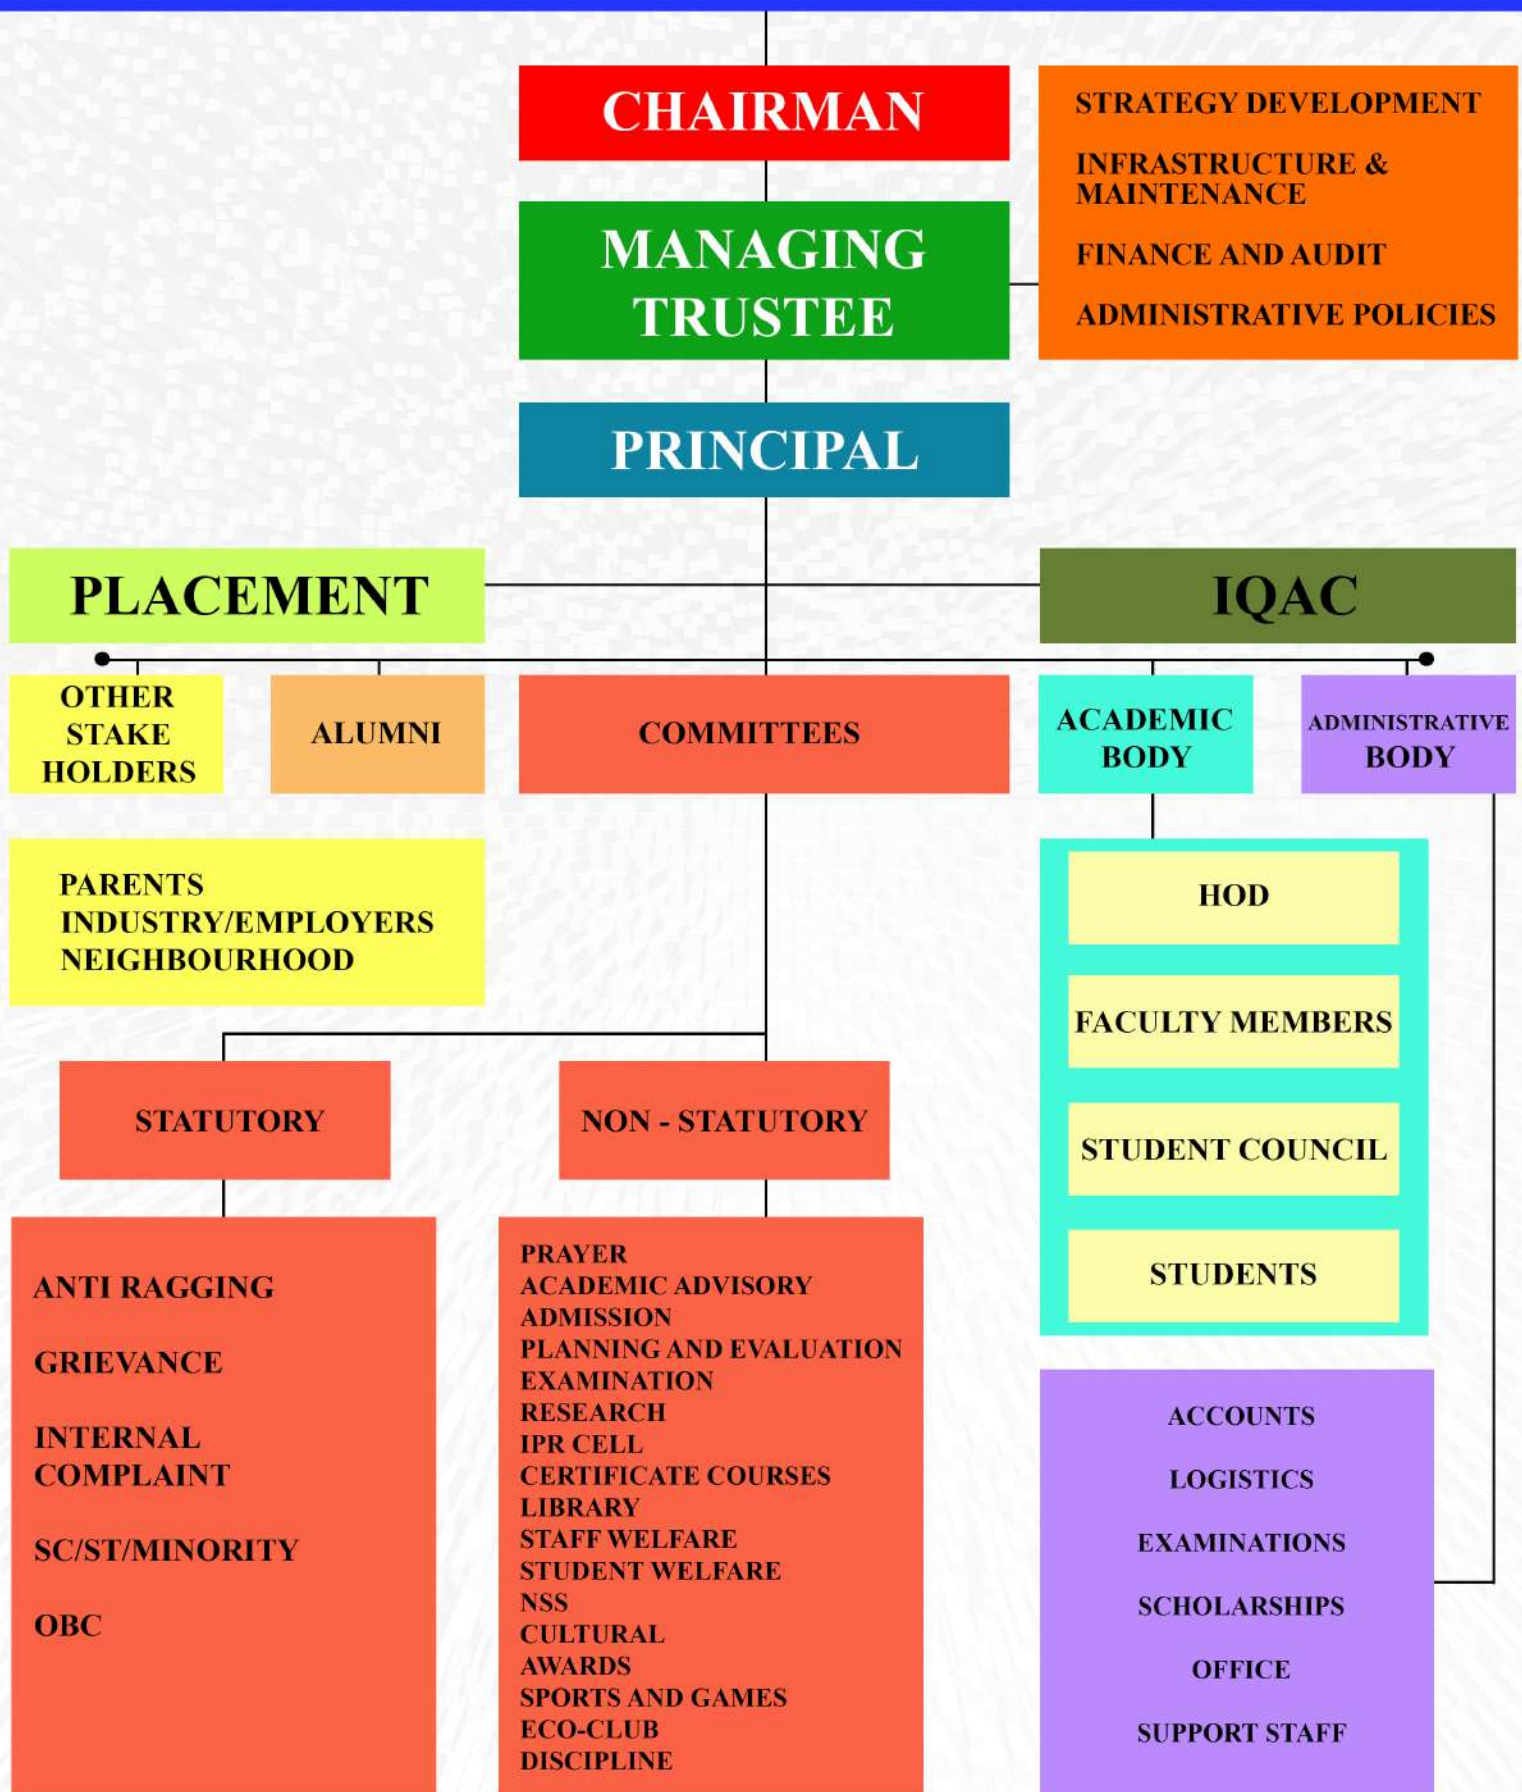 CHAIRMAN
STRATEGY DEVELOPMENT
INFRASTRUCTURE &
MAINTENANCE
FINANCE AND AUDIT
ADMINISTRATIVE POLICIES
MANAGING
TRUSTEE
PRINCIPAL
PLACEMENT
IQAC
OTHER
STAKE
HOLDERS
ALUMNI
COMMITTEES
ACADEMIC
BODY
ADMINISTRATIVE
BODY
PARENTS
INDUSTRY/EMPLOYERS
NEIGHBOURHOOD
HOD
FACULTY MEMBERS
STUDENT COUNCIL
STUDENTS
STATUTORY
NON - STATUTORY
ANTI RAGGING
GRIEVANCE
INTERNAL
COMPLAINT
SC/ST/MINORITY
OBC
PRAYER
ACADEMIC ADVISORY
ADMISSION
PLANNING AND EVALUATION
EXAMINATION
RESEARCH
IPR CELL
CERTIFICATE COURSES
LIBRARY
STAFF WELFARE
STUDENT WELFARE
NSS
CULTURAL
AWARDS
SPORTS AND GAMES
ECO-CLUB
DISCIPLINE
ACCOUNTS
LOGISTICS
EXAMINATIONS
SCHOLARSHIPS
OFFICE
SUPPORT STAFF